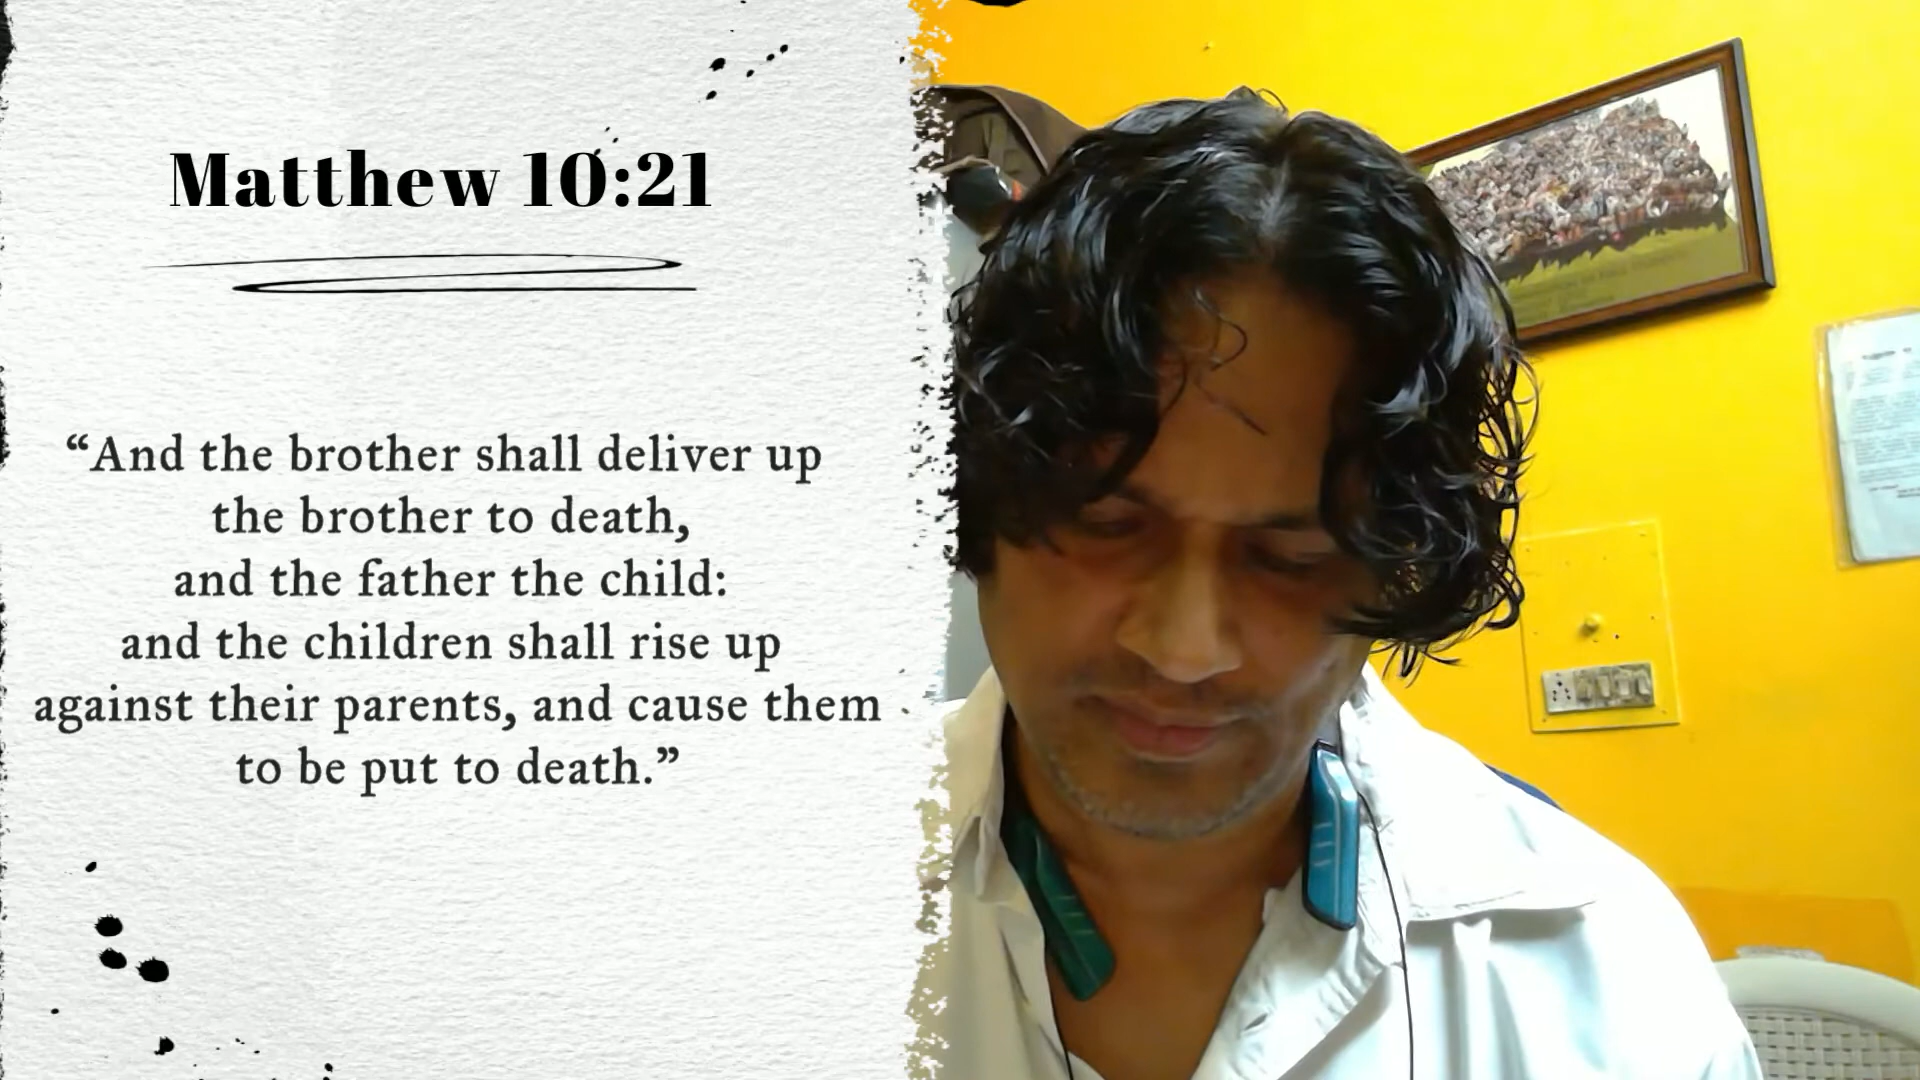 Matthew 10:21
“And the brother shall deliver up
the brother to death,
and the father the child:
and the children shall rise up
against their parents, and cause them
to be put to death.”